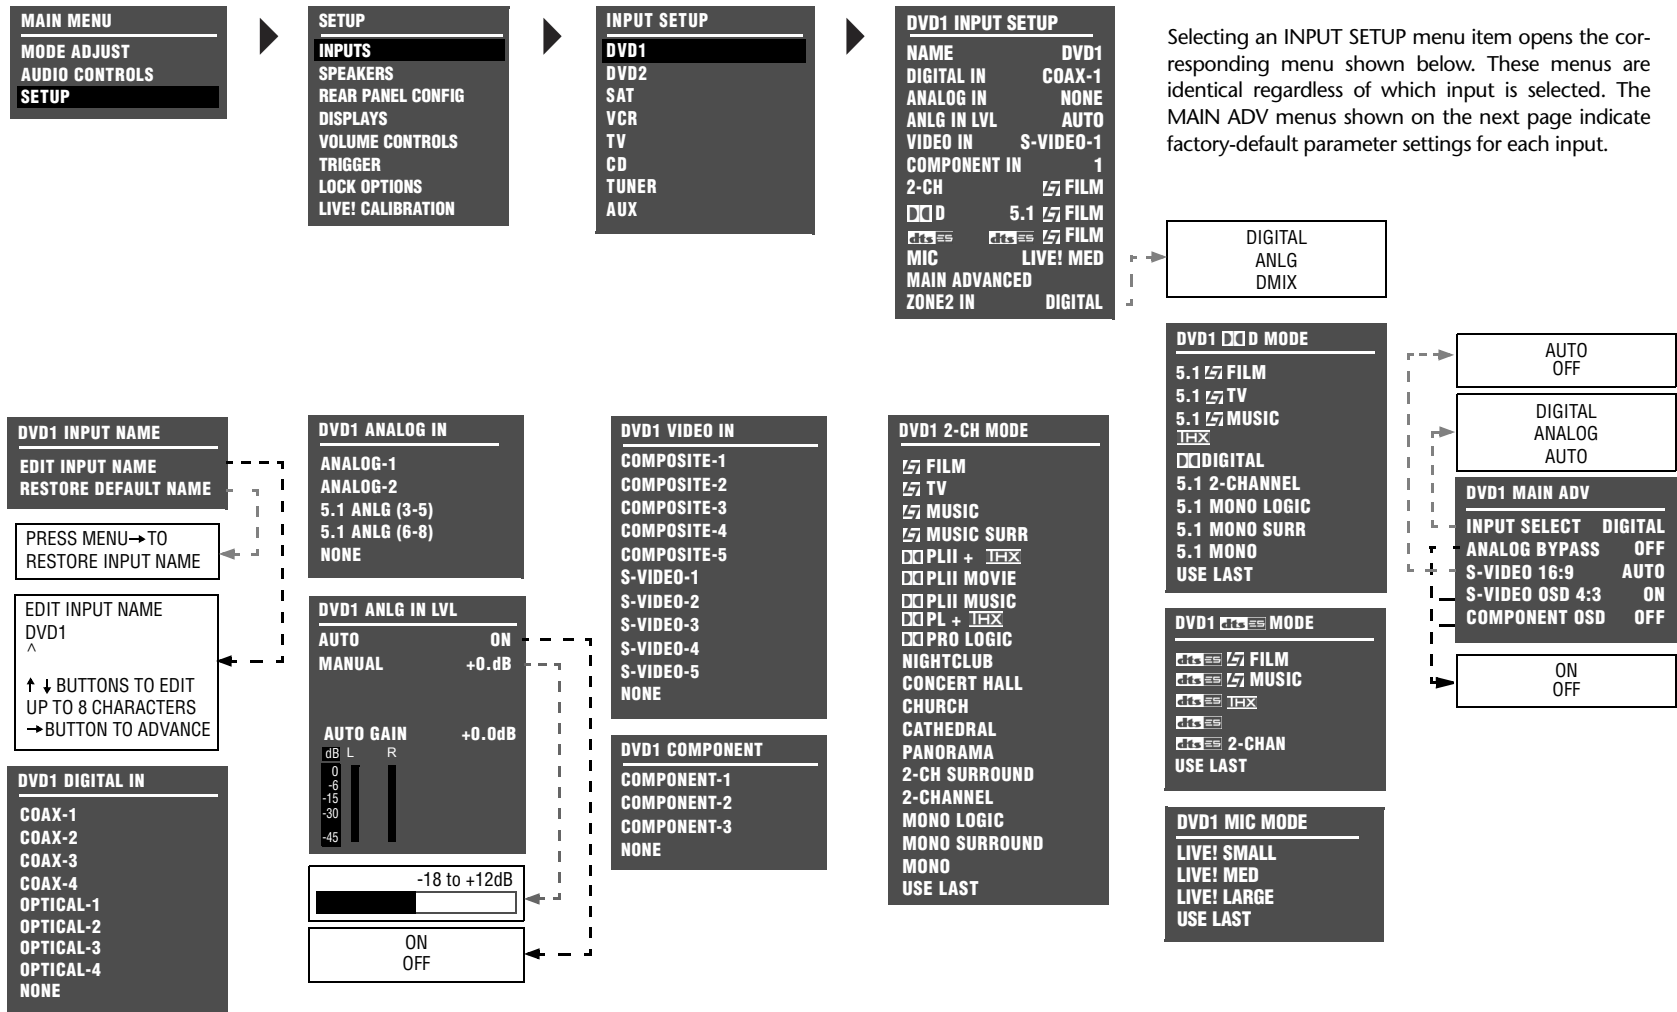 MAIN MENU
MODE ADJUST
AUDIO CONTROLS
SETUP
SETUP
INPUTS
SPEAKERS
REAR PANEL CONFIG
DISPLAYS
VOLUME CONTROLS
TRIGGER
LOCK OPTIONS
LIVE! CALIBRATION
INPUT SETUP
DVD1
DVD2
SAT
VCR
TV
CD
TUNER
AUX
DVD1 INPUT SETUP
NAME DVD1
DIGITAL IN COAX-1
ANALOG IN NONE
ANLG IN LVL AUTO
VIDEO IN S-VIDEO-1
COMPONENT IN 1
2-CH FILM
D 5.1 FILM
dts ES dts ES FILM
MIC LIVE! MED
MAIN ADVANCED
ZONE2 IN DIGITAL
Selecting an INPUT SETUP menu item opens the cor-
responding menu shown below. These menus are
identical regardless of which input is selected. The
MAIN ADV menus shown on the next page indicate
factory-default parameter settings for each input.
DIGITAL
ANLG
DMIX
DVD1 INPUT NAME
EDIT INPUT NAME
RESTORE DEFAULT NAME
PRESS MENU→TO
RESTORE INPUT NAME
EDIT INPUT NAME
DVD1
^
↑ ↓ BUTTONS TO EDIT
UP TO 8 CHARACTERS
→BUTTON TO ADVANCE
DVD1 DIGITAL IN
COAX-1
COAX-2
COAX-3
COAX-4
OPTICAL-1
OPTICAL-2
OPTICAL-3
OPTICAL-4
NONE
DVD1 ANALOG IN
ANALOG-1
ANALOG-2
5.1 ANLG (3-5)
5.1 ANLG (6-8)
NONE
DVD1 ANLG IN LVL
AUTO ON
MANUAL +0.dB
AUTO GAIN +0.0dB
dB L R
0
-6
-15
-30
-45
-18 to +12dB
ON
OFF
DVD1 VIDEO IN
COMPOSITE-1
COMPOSITE-2
COMPOSITE-3
COMPOSITE-4
COMPOSITE-5
S-VIDEO-1
S-VIDEO-2
S-VIDEO-3
S-VIDEO-4
S-VIDEO-5
NONE
DVD1 COMPONENT
COMPONENT-1
COMPONENT-2
COMPONENT-3
NONE
DVD1 2-CH MODE
FILM
TV
MUSIC
MUSIC SURR
PLII + THX
PLII MOVIE
PLII MUSIC
PL + THX
PRO LOGIC
NIGHTCLUB
CONCERT HALL
CHURCH
CATHEDRAL
PANORAMA
2-CH SURROUND
2-CHANNEL
MONO LOGIC
MONO SURROUND
MONO
USE LAST
DVD1 D MODE
5.1 FILM
5.1 TV
5.1 MUSIC
THX
DIGITAL
5.1 2-CHANNEL
5.1 MONO LOGIC
5.1 MONO SURR
5.1 MONO
USE LAST
DVD1 dts ES MODE
dts ES FILM
dts ES MUSIC
dts ES THX
dts ES
dts ES 2-CHAN
USE LAST
DVD1 MIC MODE
LIVE! SMALL
LIVE! MED
LIVE! LARGE
USE LAST
AUTO
OFF
DIGITAL
ANALOG
AUTO
DVD1 MAIN ADV
INPUT SELECT DIGITAL
ANALOG BYPASS OFF
S-VIDEO 16:9 AUTO
S-VIDEO OSD 4:3 ON
COMPONENT OSD OFF
ON
OFF